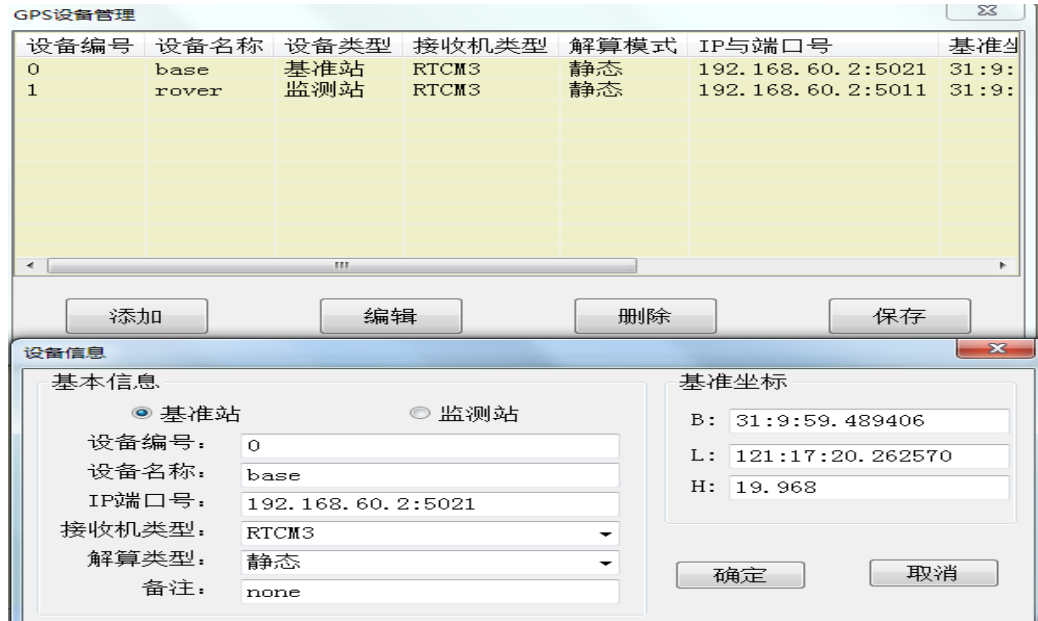 GPS设备管理
设备编号 设备名称 设备类型 接收机类型 解算模式 IP与端口号 基准坐
0 base 基准站 RTCM3 静态 192.168.60.2:5021 31:9:
1 rover 监测站 RTCM3 静态 192.168.60.2:5011 31:9:
添加 编辑 删除 保存
设备信息
基本信息
基准站 监测站
设备编号: 0
设备名称: base
IP端口号: 192.168.60.2:5021
接收机类型: RTCM3
解算类型: 静态
备注: none
基准坐标
B: 31:9:59.489406
L: 121:17:20.262570
H: 19.968
确定 取消